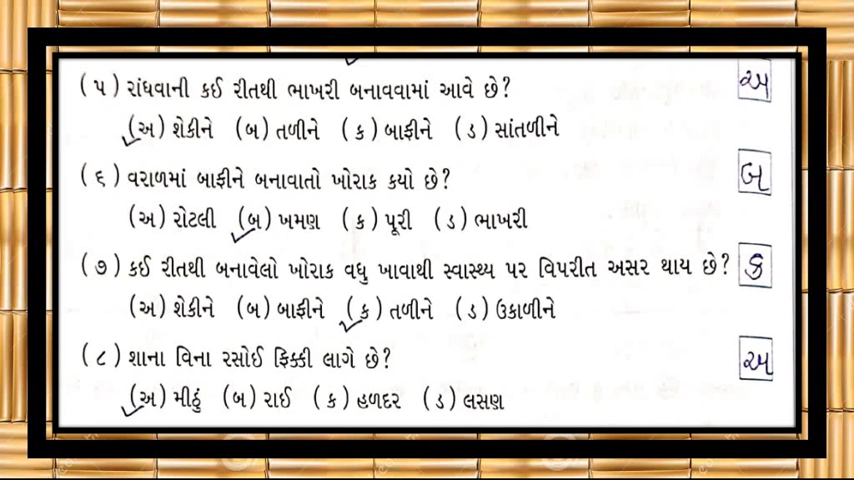 (૫) રાંધવાની કઈ રીતથી ભાખરી બનાવવામાં આવે છે? અ
(અ) શેકીને (બ) તળીને (ક) બાફીને (ડ) સાંતળીને
(૬) વરાળમાં બાફીને બનાવાતો ખોરાક કયો છે? બ
(અ) રોટલી (બ) ખમણ (ક) પૂરી (ડ) ભાખરી
(૭) કઈ રીતથી બનાવેલો ખોરાક વધુ ખાવાથી સ્વાસ્થ્ય પર વિપરીત અસર થાય છે? ક
(અ) શેકીને (બ) બાફીને (ક) તળીને (ડ) ઉકાળીને
(૮) શાના વિના રસોઈ ફિક્કી લાગે છે? અ
(અ) મીઠું (બ) રાઈ (ક) હળદર (ડ) લસણ